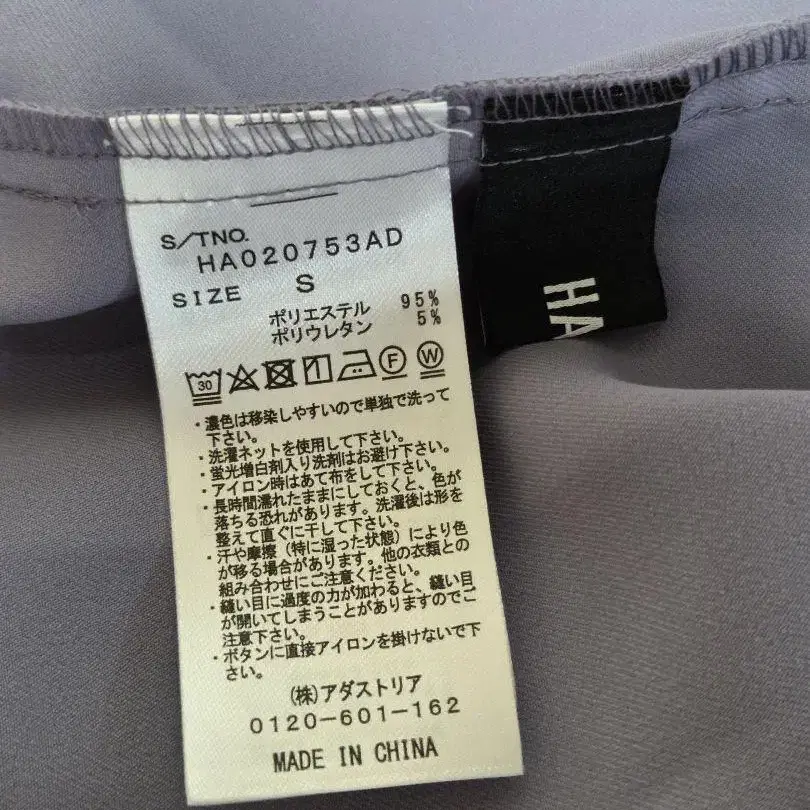 S/TNO.
HA020753AD
SIZE S
ポリエステル 95%
ポリウレタン 5%
30 F W
・濃色は移染しやすいので単独で洗って
下さい。
・洗濯ネットを使用して下さい。
・蛍光増白剤入り洗剤はお避け下さい。
・アイロン時はあて布をして下さい。
・長時間濡れたままにしておくと、色が
落ちる恐れがあります。洗濯後は形を
整えて直ぐに干して下さい。
・汗や摩擦（特に湿った状態）により色
が移る場合があります。他の衣類との
組み合わせにご注意ください。
・縫い目に過度の力が加わると、縫い目
が開いてしまうことがありますのでご
注意下さい。
・ボタンに直接アイロンを掛けないで下
さい。
(株)アダストリア
0120-601-162
MADE IN CHINA
HA